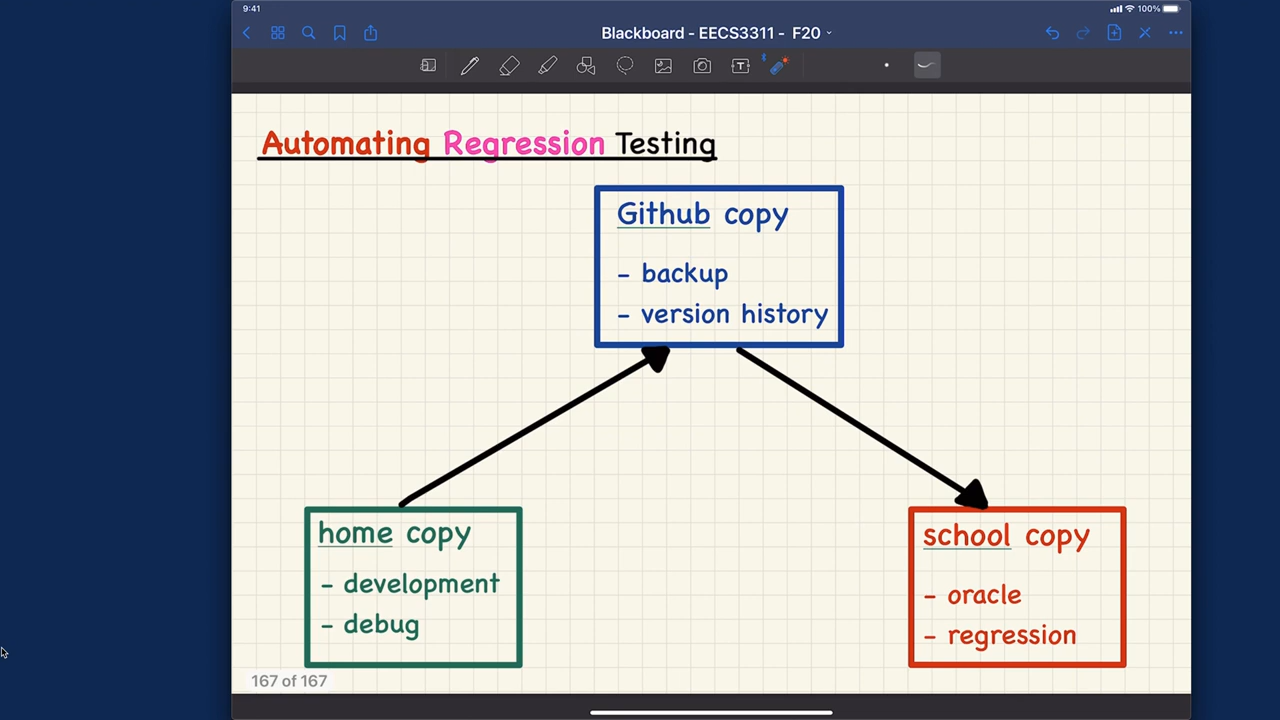 9:41
100%
Blackboard - EECS3311 - F20
Automating Regression Testing
Github copy
- backup
- version history
home copy
- development
- debug
school copy
- oracle
- regression
167 of 167